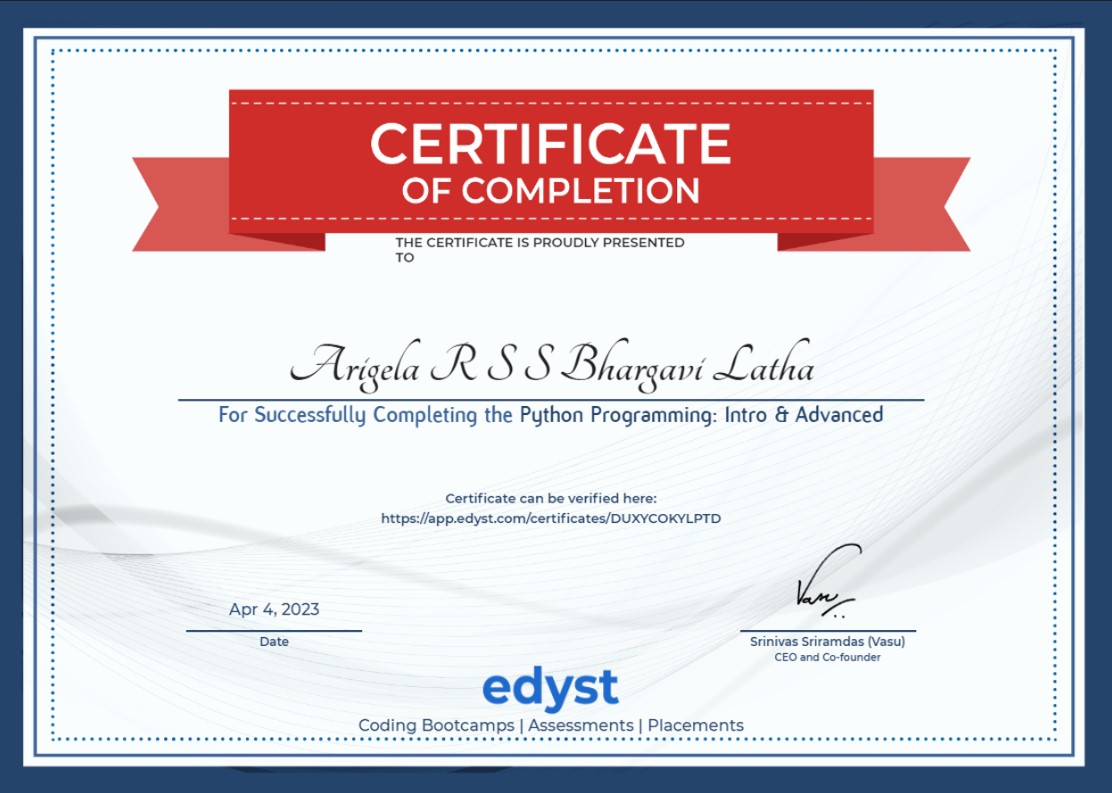 CERTIFICATE
OF COMPLETION
THE CERTIFICATE IS PROUDLY PRESENTED
TO
Arigela R S S Bhargavi Latha
For Successfully Completing the Python Programming: Intro & Advanced
Certificate can be verified here:
https://app.edyst.com/certificates/DUXYCOKYLPTD
Vasu
Apr 4, 2023
Date
Srinivas Sriramdas (Vasu)
CEO and Co-founder
edyst
Coding Bootcamps | Assessments | Placements